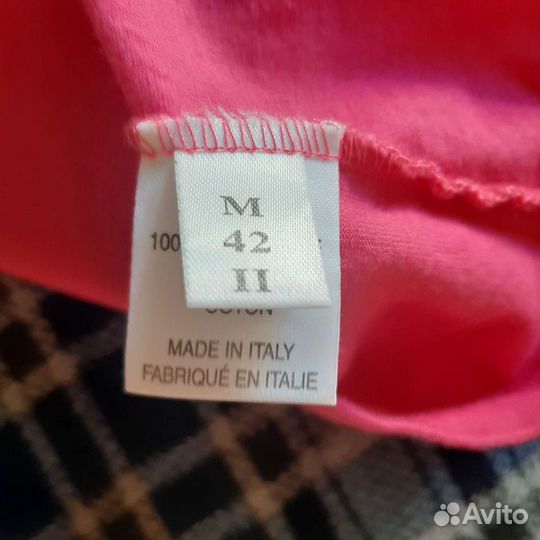 M
42
II
100
MADE IN ITALY
FABRIQUÉ EN ITALIE
Avito